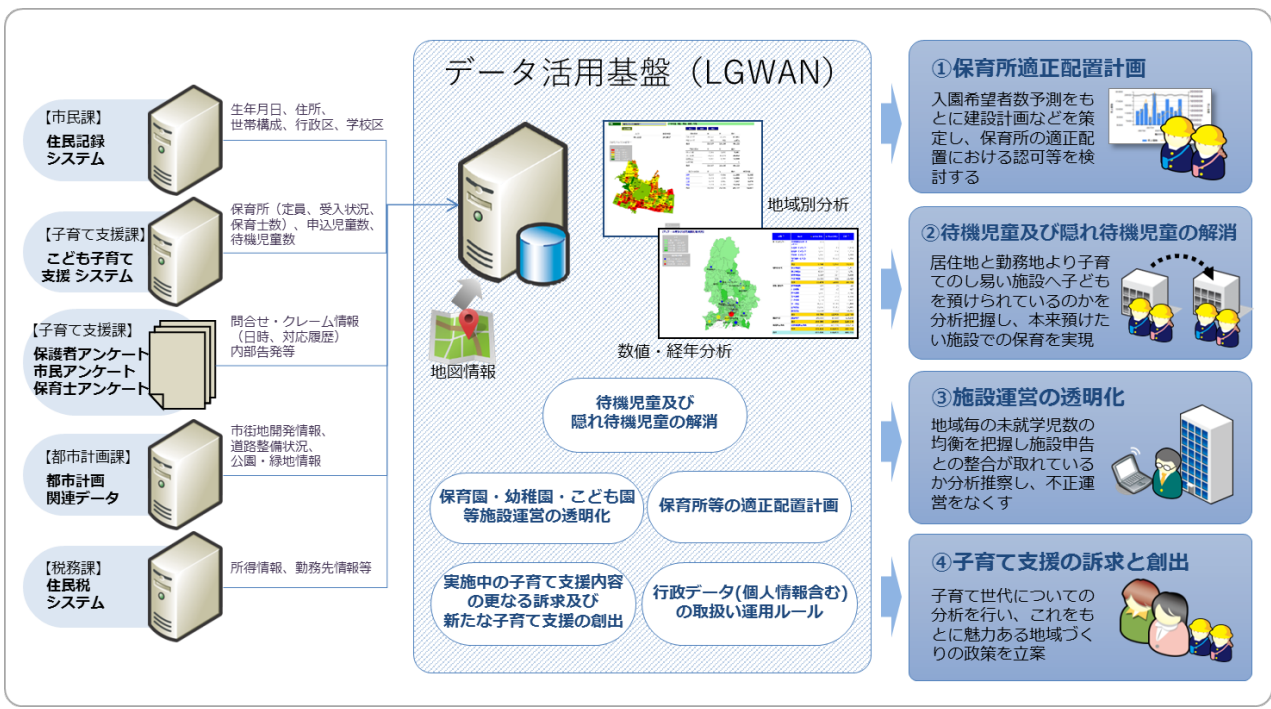 【市民課】
住民記録
システム
生年月日、住所、
世帯構成、行政区、学校区
【子育て支援課】
こども子育て
支援 システム
保育所（定員、受入状況、
保育士数）、申込児童数、
待機児童数
【子育て支援課】
保護者アンケート
市民アンケート
保育士アンケート
問合せ・クレーム情報
（日時、対応履歴）
内部告発等
【都市計画課】
都市計画
関連データ
市街地開発情報、
道路整備状況、
公園・緑地情報
【税務課】
住民税
システム
所得情報、勤務先情報等
データ活用基盤（LGWAN）
地域別分析
数値・経年分析
地図情報
待機児童及び
隠れ待機児童の解消
保育園・幼稚園・こども園
等施設運営の透明化
保育所等の適正配置計画
実施中の子育て支援内容
の更なる訴求及び
新たな子育て支援の創出
行政データ(個人情報含む)
の取扱い運用ルール
①保育所適正配置計画
入園希望者数予測をも
とに建設計画などを策
定し、保育所の適正配
置における認可等を検
討する
②待機児童及び隠れ待機児童の解消
居住地と勤務地より子育
てのし易い施設へ子ども
を預けられているのかを
分析把握し、本来預けた
い施設での保育を実現
③施設運営の透明化
地域毎の未就学児数の
均衡を把握し施設申告
との整合が取れている
か分析推察し、不正運
営をなくす
④子育て支援の訴求と創出
子育て世代についての
分析を行い、これをも
とに魅力ある地域づく
りの政策を立案